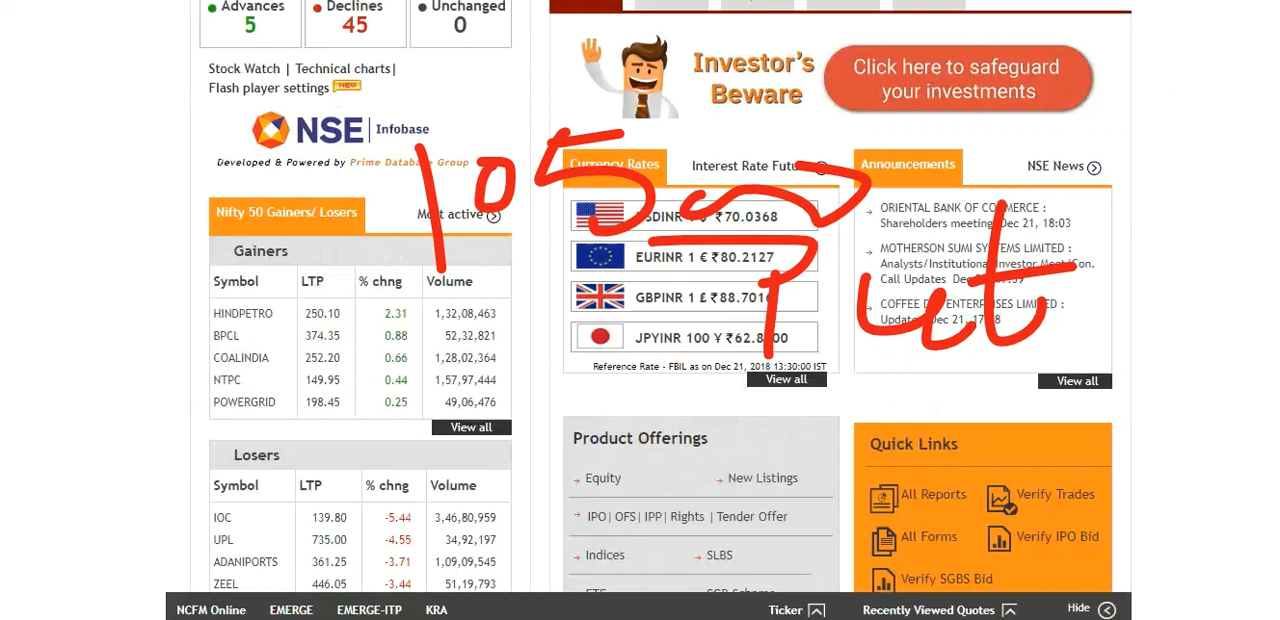 Advances Declines Unchanged
5 45 0
Stock Watch | Technical charts|
Flash player settings NEW
NSE Infobase
Developed & Powered by Prime Database Group
Investor's Beware
Click here to safeguard your investments
Nifty 50 Gainers/ Losers
Most active
Gainers
Symbol LTP % chng Volume
HINDPETRO 250.10 2.31 1,32,08,463
BPCL 374.35 0.88 52,32,821
COALINDIA 252.20 0.66 1,28,02,364
NTPC 149.95 0.44 1,57,97,444
POWERGRID 198.45 0.25 49,06,476
View all
Losers
Symbol LTP % chng Volume
IOC 139.80 -5.44 3,46,80,959
UPL 735.00 -4.55 34,92,197
ADANIPORTS 361.25 -3.71 1,09,09,545
ZEEL 446.05 -3.44 51,19,793
Currency Rates
Interest Rate
USDINR 1 ₹70.0368
EURINR 1 £ ₹80.2127
GBPINR 1 £ ₹88.7016
JPYINR 100 ¥ ₹62.8
Reference Rate - FBIL as on Dec 21, 2018 13:30:00 IST
View all
Announcements
NSE News
ORIENTAL BANK OF COMMERCE :
Shareholders meeting Dec 21, 18:03
MOTHERSON SUMI SYSTEMS LIMITED :
Analysts/Institutional Investor Meet/Con.
Call Updates Dec
COFFEE DAY ENTERPRISES LIMITED :
Updates Dec 21,
View all
105
Put
Product Offerings
Equity New Listings
IPO| OFS| IPP| Rights | Tender Offer
Indices SLBS
Quick Links
All Reports Verify Trades
All Forms Verify IPO Bid
Verify SGBS Bid
NCFM Online EMERGE EMERGE-ITP KRA Ticker Recently Viewed Quotes Hide